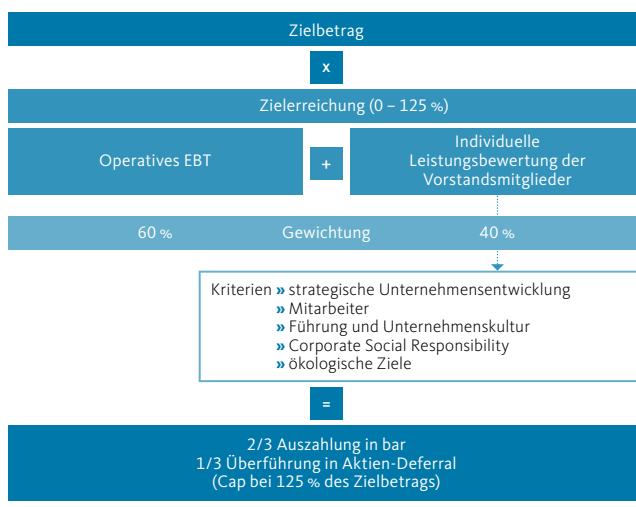 Zielbetrag
x
Zielerreichung (0 – 125 %)
Operatives EBT
+
Individuelle
Leistungsbewertung der
Vorstandsmitglieder
60 % Gewichtung 40 %
Kriterien » strategische Unternehmensentwicklung
» Mitarbeiter
» Führung und Unternehmenskultur
» Corporate Social Responsibility
» ökologische Ziele
=
2/3 Auszahlung in bar
1/3 Überführung in Aktien-Deferral
(Cap bei 125 % des Zielbetrags)